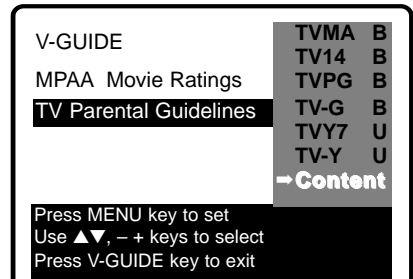 V-GUIDE
MPAA Movie Ratings
TV Parental Guidelines
TVMA B
TV14 B
TVPG B
TV-G B
TVY7 U
TV-Y U
➡Content
Press MENU key to set
Use ▲▼, – + keys to select
Press V-GUIDE key to exit